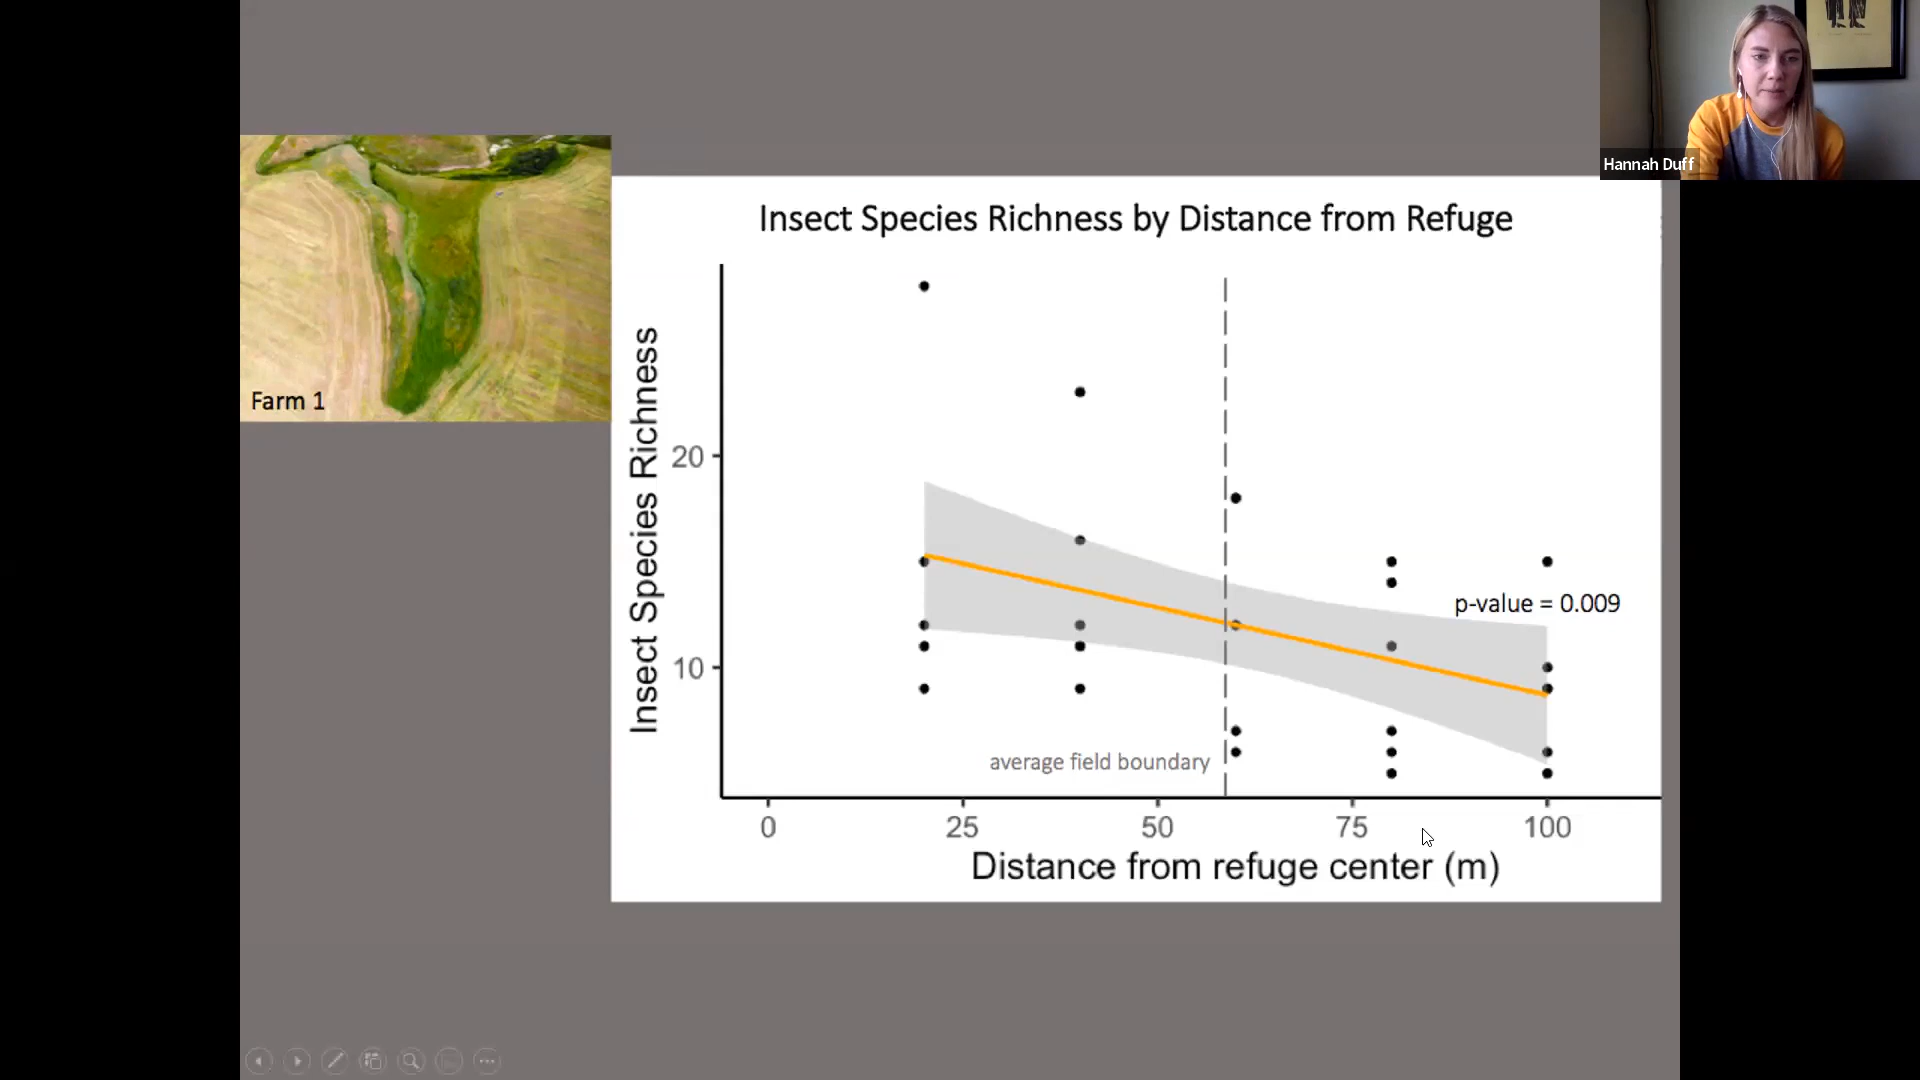 Hannah Duff
Farm 1
Insect Species Richness by Distance from Refuge
Insect Species Richness
20
10
p-value = 0.009
average field boundary
0 25 50 75 100
Distance from refuge center (m)